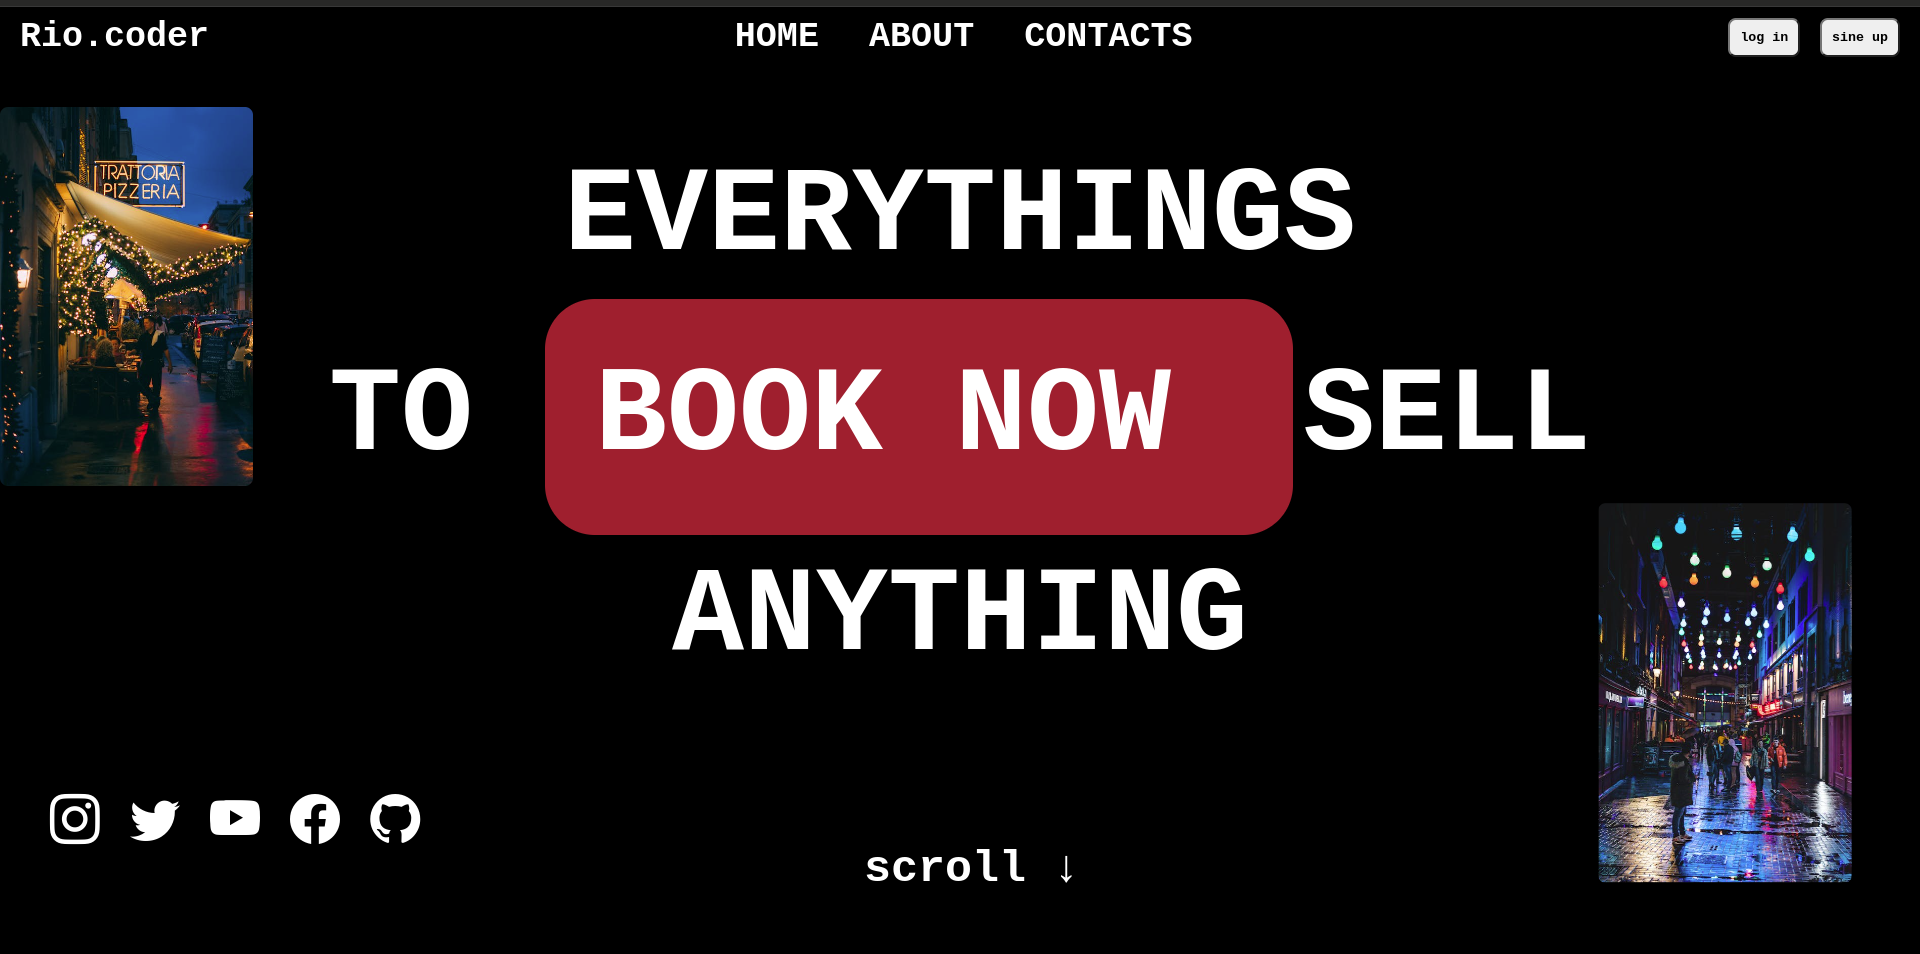 Rio.coder HOME ABOUT CONTACTS log in sine up
TRATTORIA
PIZZERIA
EVERYTHINGS
TO BOOK NOW SELL
ANYTHING
scroll ↓